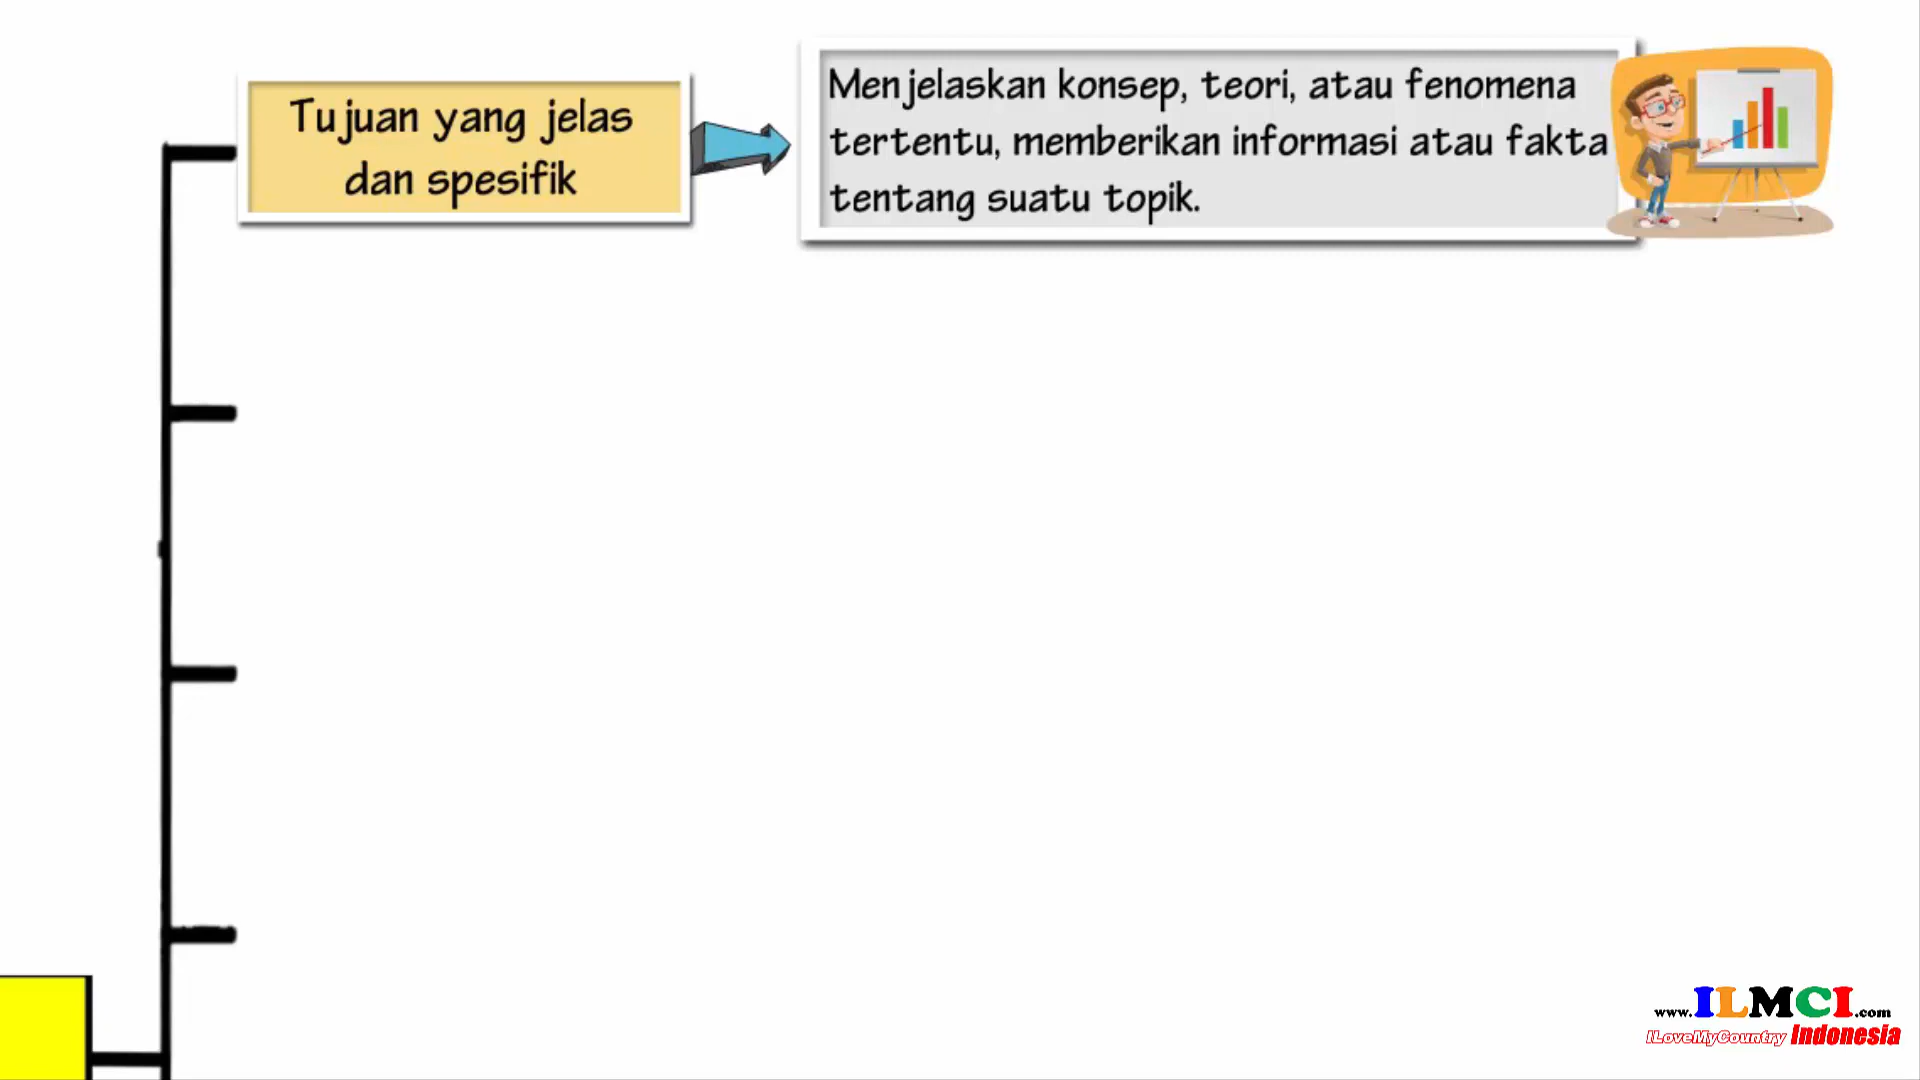 Tujuan yang jelas
dan spesifik
Menjelaskan konsep, teori, atau fenomena
tertentu, memberikan informasi atau fakta
tentang suatu topik.
www.ILMCI.com
ILoveMyCountry Indonesia